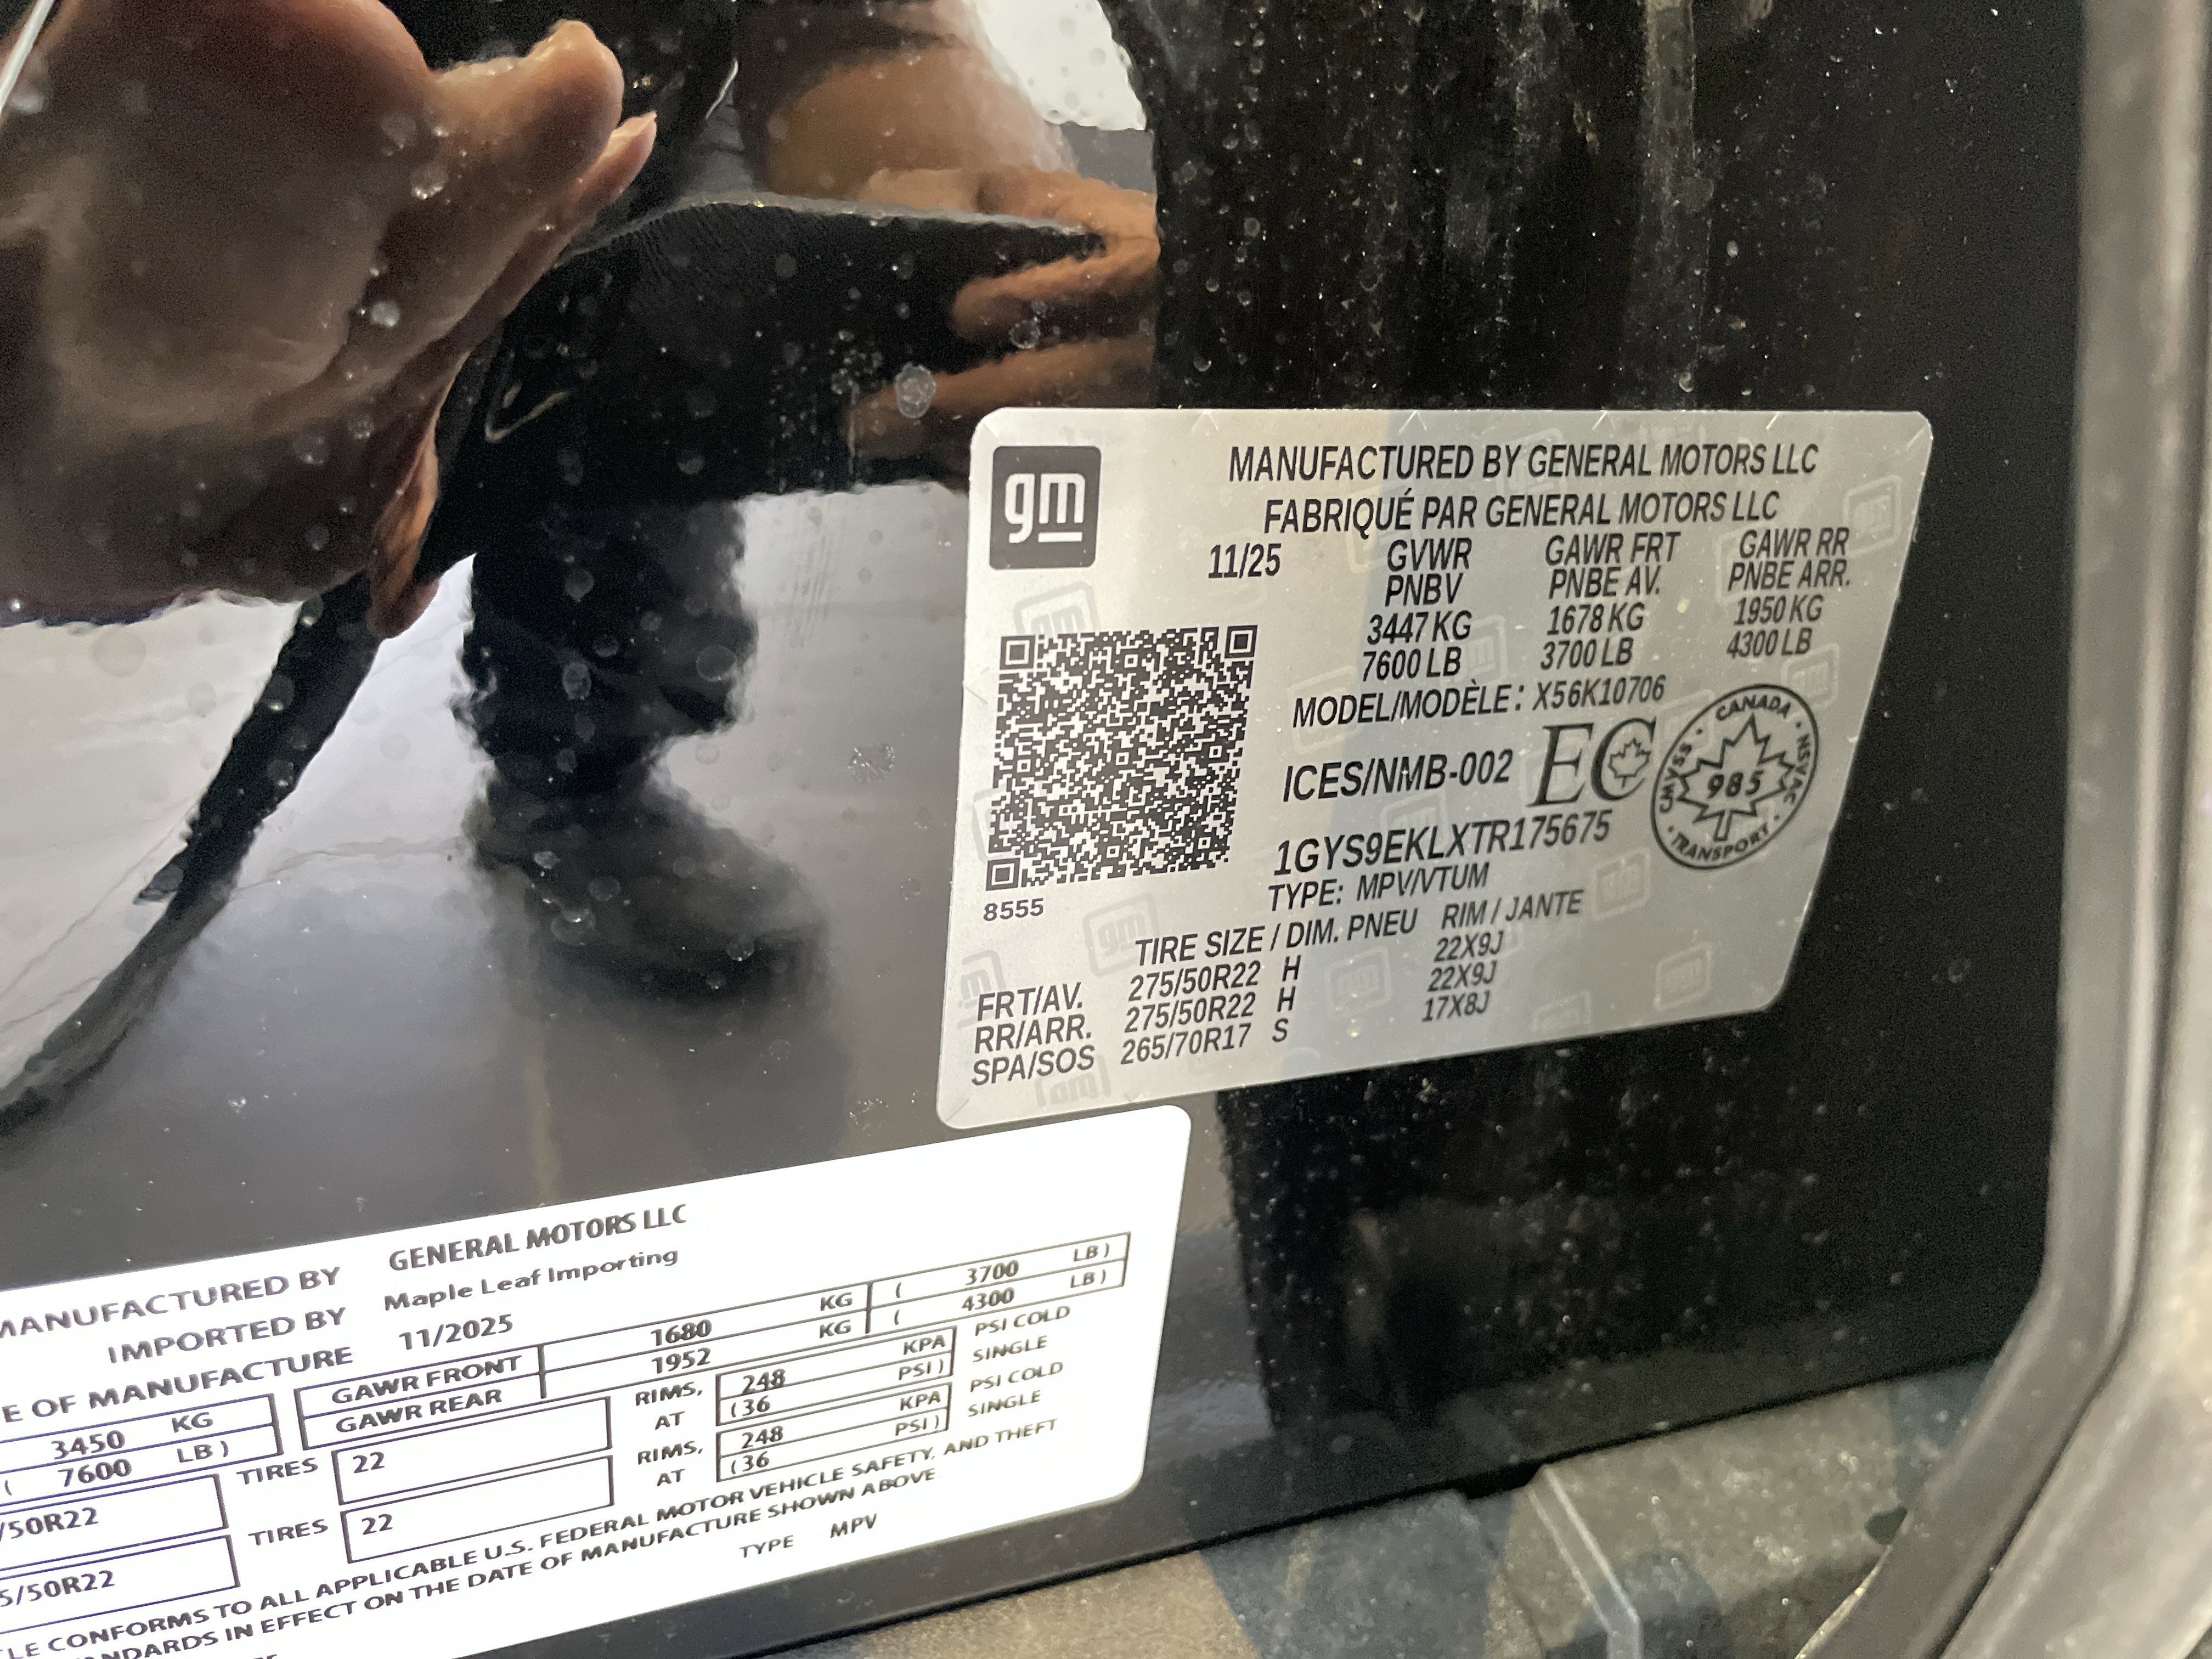 gm
MANUFACTURED BY GENERAL MOTORS LLC
FABRIQUÉ PAR GENERAL MOTORS LLC
11/25 GVWR GAWR FRT GAWR RR
PNBV PNBE AV. PNBE ARR.
3447 KG 1678 KG 1950 KG
7600 LB 3700 LB 4300 LB
MODEL/MODÈLE: X56K10706
ICES/NMB-002 EC
CANADA · NSVAC · TRANSPORT · CMVSS
985
1GYS9EKLXTR175675
TYPE: MPV/VTUM
8555
TIRE SIZE / DIM. PNEU RIM / JANTE
FRT/AV. 275/50R22 H 22X9J
RR/ARR. 275/50R22 H 22X9J
SPA/SOS 265/70R17 S 17X8J
MANUFACTURED BY GENERAL MOTORS LLC
IMPORTED BY Maple Leaf Importing
E OF MANUFACTURE 11/2025
GAWR FRONT 1680 KG ( 3700 LB )
GAWR REAR 1952 KG ( 4300 LB )
3450 KG
( 7600 LB )
/50R22 TIRES 22 RIMS, AT 248 KPA (36 PSI ) PSI COLD SINGLE
5/50R22 TIRES 22 RIMS, AT 248 KPA (36 PSI ) PSI COLD SINGLE
LE CONFORMS TO ALL APPLICABLE U.S. FEDERAL MOTOR VEHICLE SAFETY, AND THEFT
ANDARDS IN EFFECT ON THE DATE OF MANUFACTURE SHOWN ABOVE
TYPE MPV